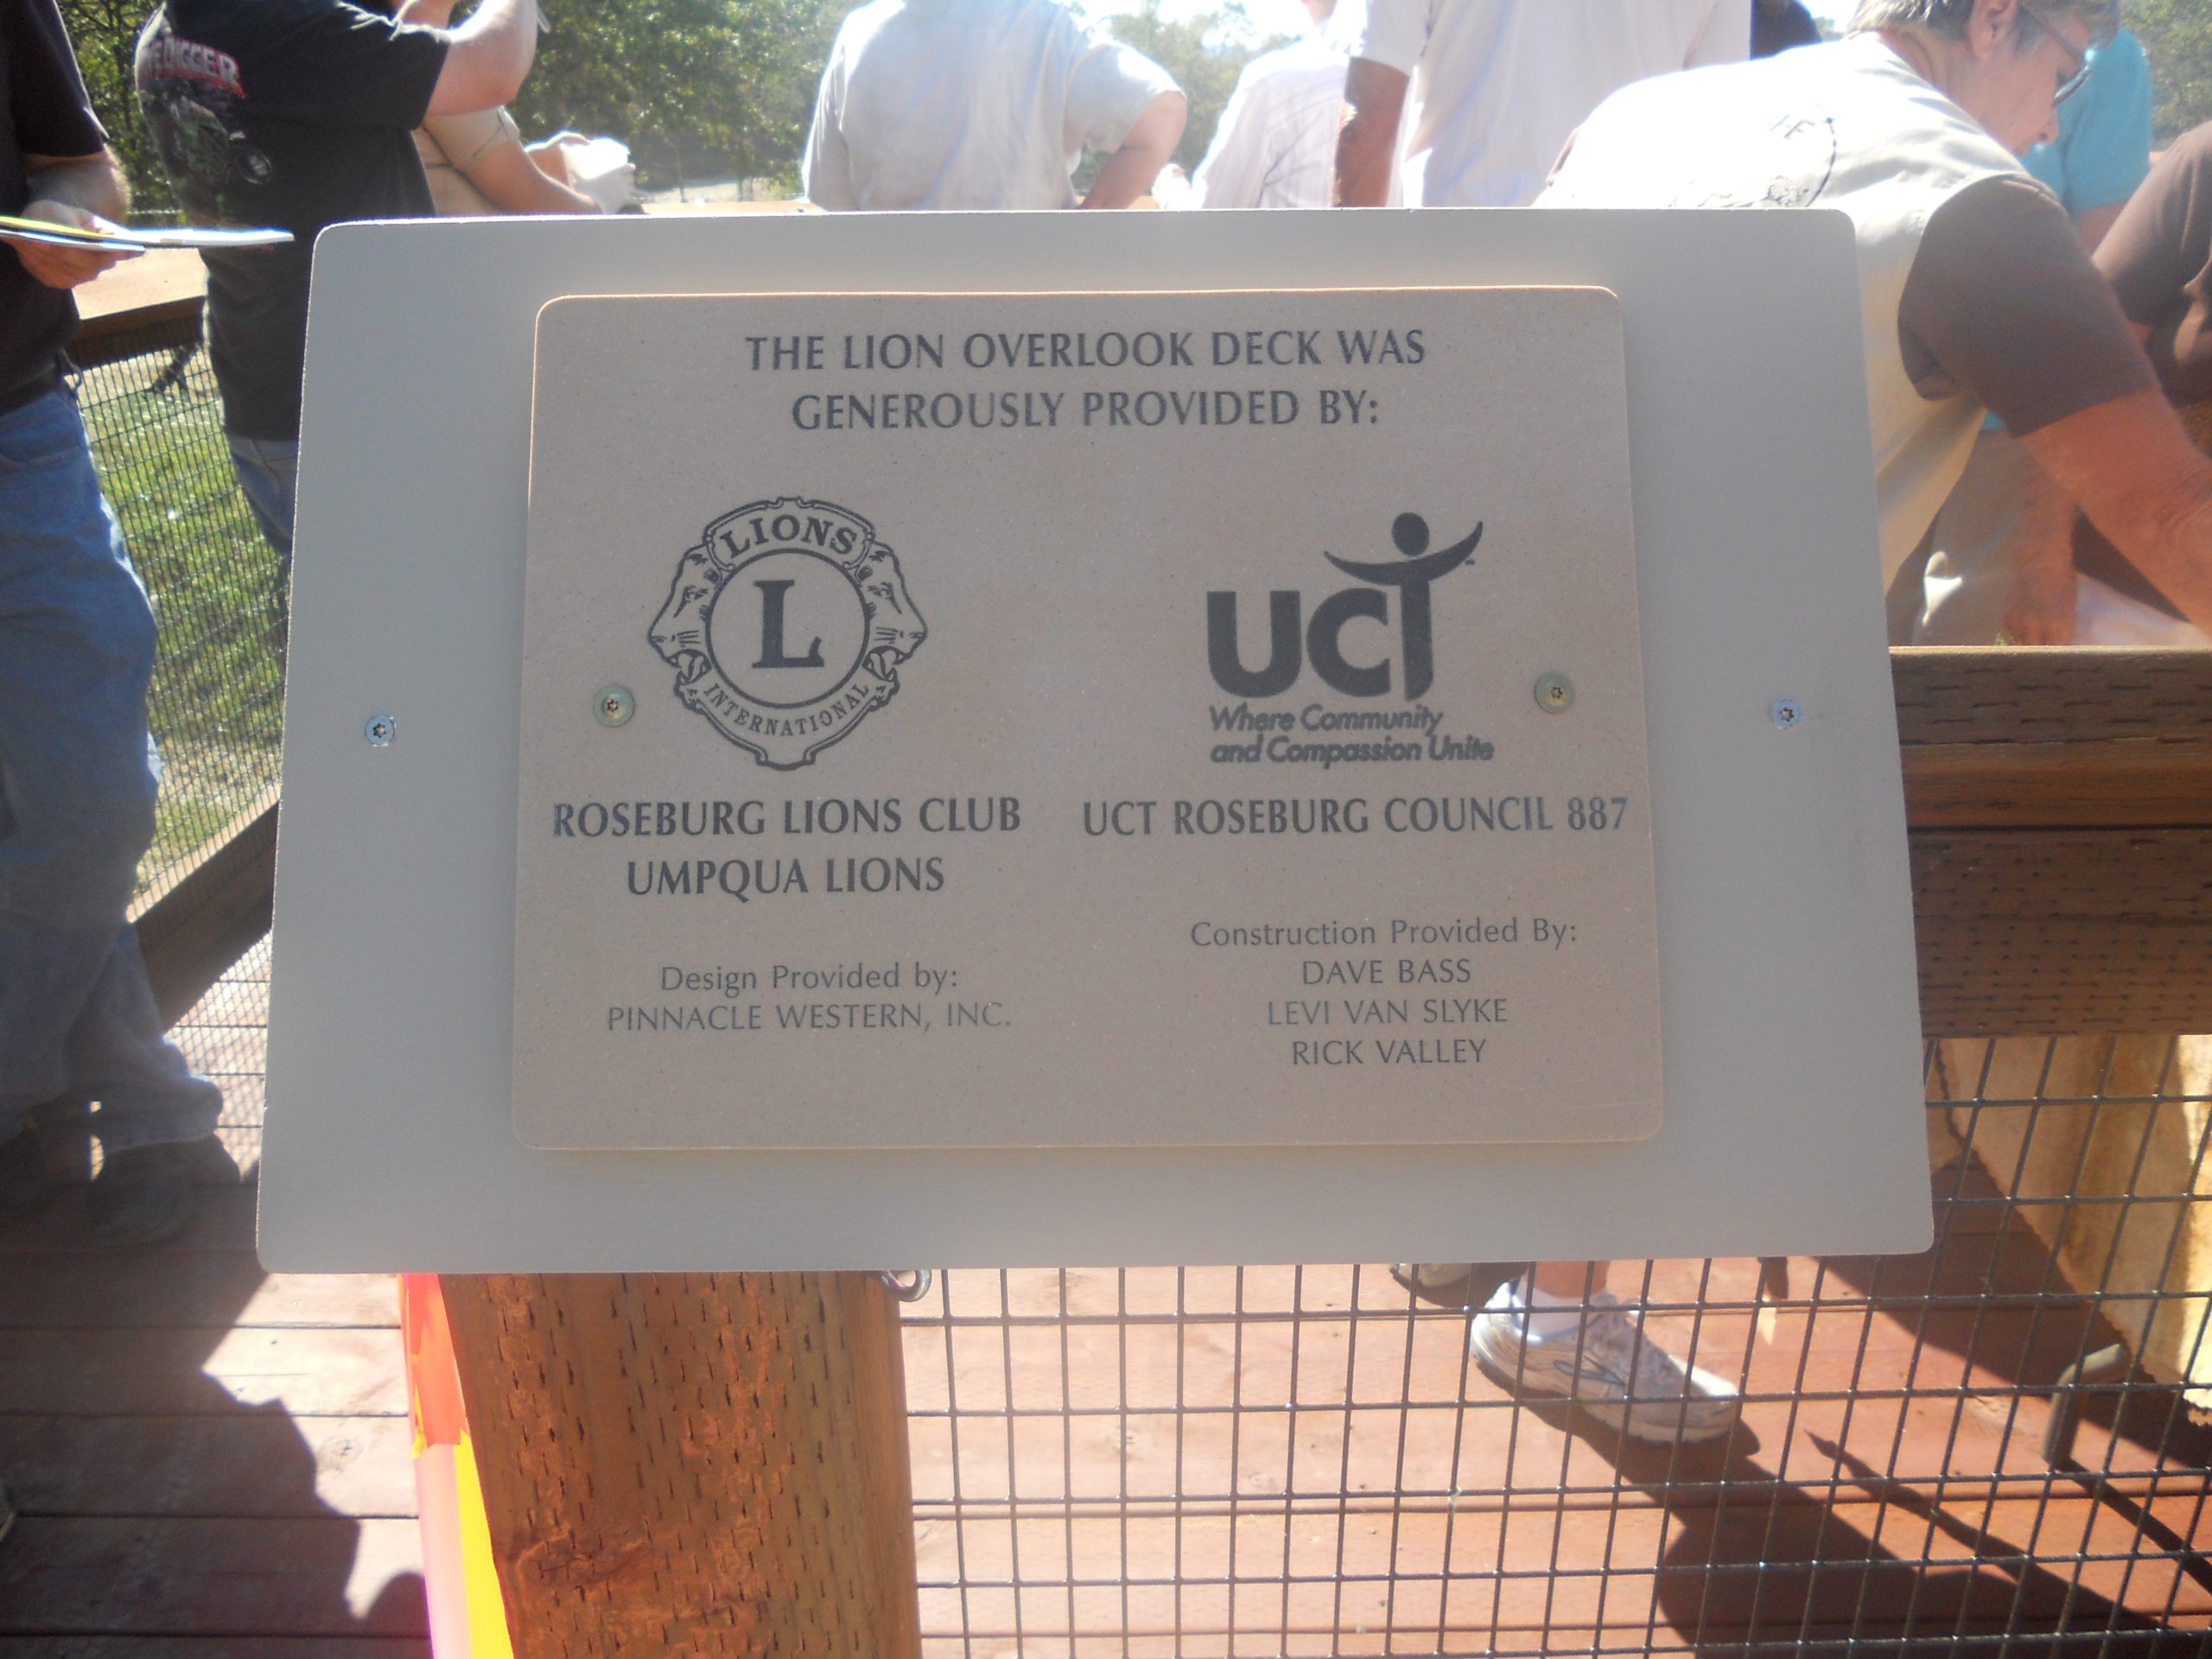 DIGGER
THE LION OVERLOOK DECK WAS
GENEROUSLY PROVIDED BY:
LIONS
L
INTERNATIONAL
UCT
Where Community
and Compassion Unite
ROSEBURG LIONS CLUB
UMPQUA LIONS
UCT ROSEBURG COUNCIL 887
Design Provided by:
PINNACLE WESTERN, INC.
Construction Provided By:
DAVE BASS
LEVI VAN SLYKE
RICK VALLEY